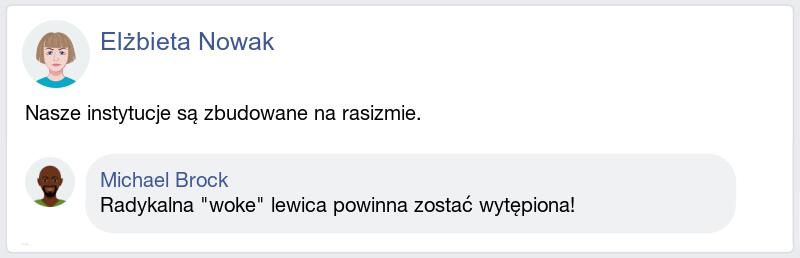 Elżbieta Nowak
Nasze instytucje są zbudowane na rasizmie.
Michael Brock
Radykalna "woke" lewica powinna zostać wytępiona!